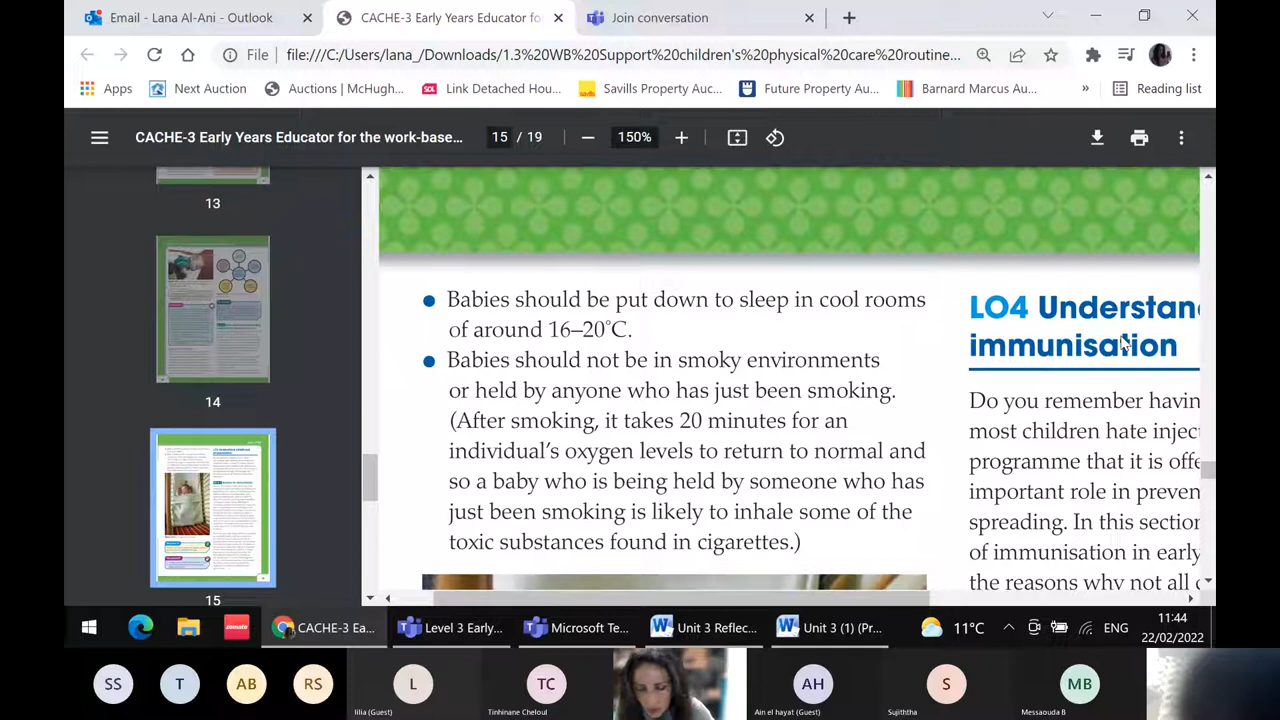 Email - Lana Al-Ani - Outlook
CACHE-3 Early Years Educator fo
Join conversation
File
file:///C:/Users/lana_/Downloads/1.3%20WB%20Support%20children's%20physical%20care%20routine...
Apps
Next Auction
Auctions | McHugh...
Link Detached Hou...
Savills Property Auc...
Future Property Au...
Barnard Marcus Au...
»
Reading list
CACHE-3 Early Years Educator for the work-base...
15 / 19
150%
13
14
15
Babies should be put down to sleep in cool rooms
of around 16–20°C.
Babies should not be in smoky environments
or held by anyone who has just been smoking.
(After smoking, it takes 20 minutes for an
individual's oxygen levels to return to normal and
so a baby who is being held by someone who has
just been smoking is likely to inhale some of the
toxic substances found in cigarettes.)
LO4 Understan
immunisation
Do you remember havin
most children hate injec
programme that it is offe
important role in preven
spreading. In this section
of immunisation in early
the reasons why not all
CACHE-3 Ea...
Level 3 Early...
Microsoft Te...
Unit 3 Reflec...
Unit 3 (1) (Pr...
11°C
ENG
11:44
22/02/2022
SS
T
AB
RS
L
lilia (Guest)
TC
Tinhinane Cheloul
AH
Ain el hayat (Guest)
S
Sujiththa
MB
Messaouda B